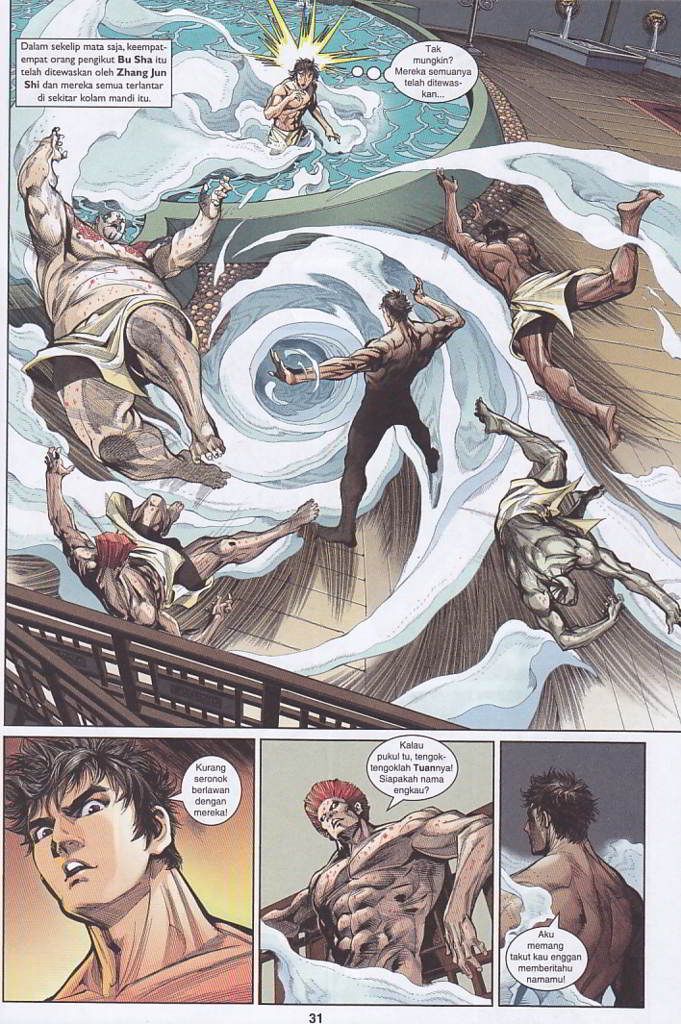 Dalam sekelip mata saja, keempat-
empat orang pengikut Bu Sha itu
telah ditewaskan oleh Zhang Jun
Shi dan mereka semua terlantar
di sekitar kolam mandi itu.
Tak
mungkin?
Mereka semuanya
telah ditewas-
kan...
Kurang
seronok
berlawan
dengan
mereka!
Kalau
pukul tu, tengok-
tengoklah Tuannya!
Siapakah nama
engkau?
Aku
memang
takut kau enggan
memberitahu
namamu!
31